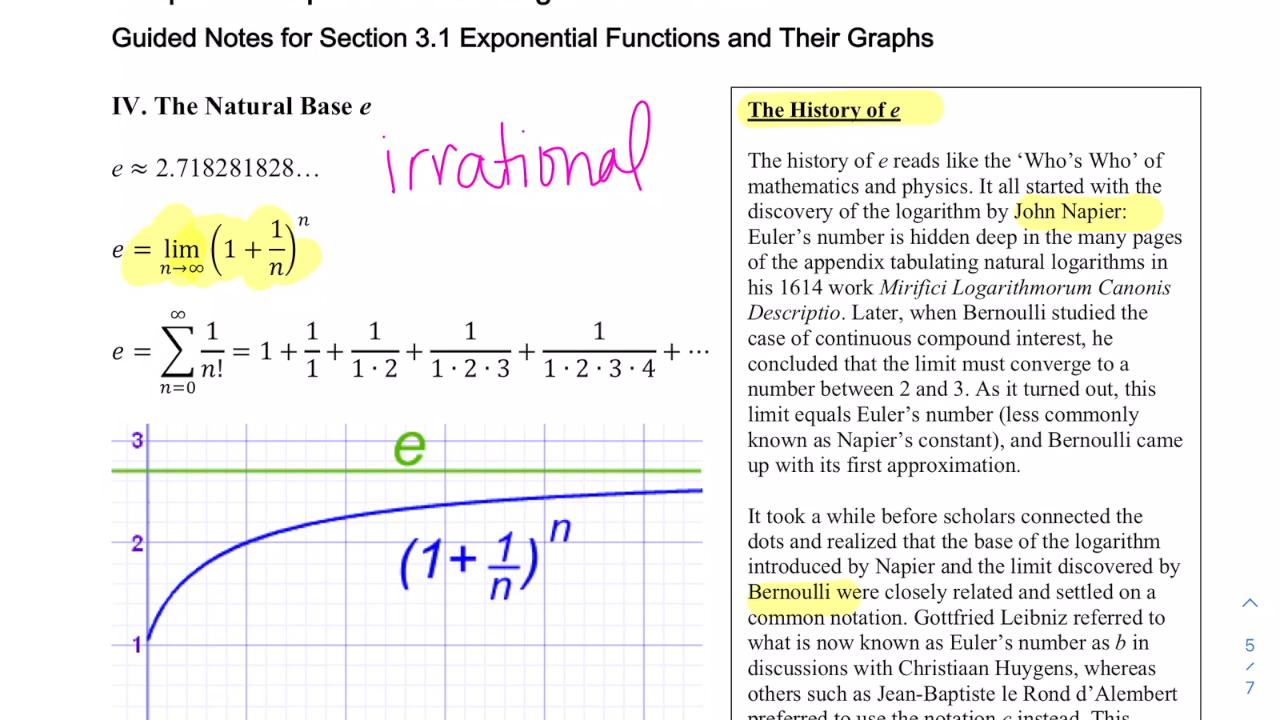 Guided Notes for Section 3.1 Exponential Functions and Their Graphs
IV. The Natural Base e
irrational
e ≈ 2.718281828…
e = lim n→∞ (1 + 1/n)^n
e = ∑ n=0 ∞ 1/n! = 1 + 1/1 + 1/(1 · 2) + 1/(1 · 2 · 3) + 1/(1 · 2 · 3 · 4) + ⋯
3
e
2
(1+1/n)^n
1
The History of e
The history of e reads like the ‘Who’s Who’ of
mathematics and physics. It all started with the
discovery of the logarithm by John Napier:
Euler’s number is hidden deep in the many pages
of the appendix tabulating natural logarithms in
his 1614 work Mirifici Logarithmorum Canonis
Descriptio. Later, when Bernoulli studied the
case of continuous compound interest, he
concluded that the limit must converge to a
number between 2 and 3. As it turned out, this
limit equals Euler’s number (less commonly
known as Napier’s constant), and Bernoulli came
up with its first approximation.
It took a while before scholars connected the
dots and realized that the base of the logarithm
introduced by Napier and the limit discovered by
Bernoulli were closely related and settled on a
common notation. Gottfried Leibniz referred to
what is now known as Euler’s number as b in
discussions with Christiaan Huygens, whereas
others such as Jean-Baptiste le Rond d’Alembert
preferred to use the notation c instead. This
5
/
7